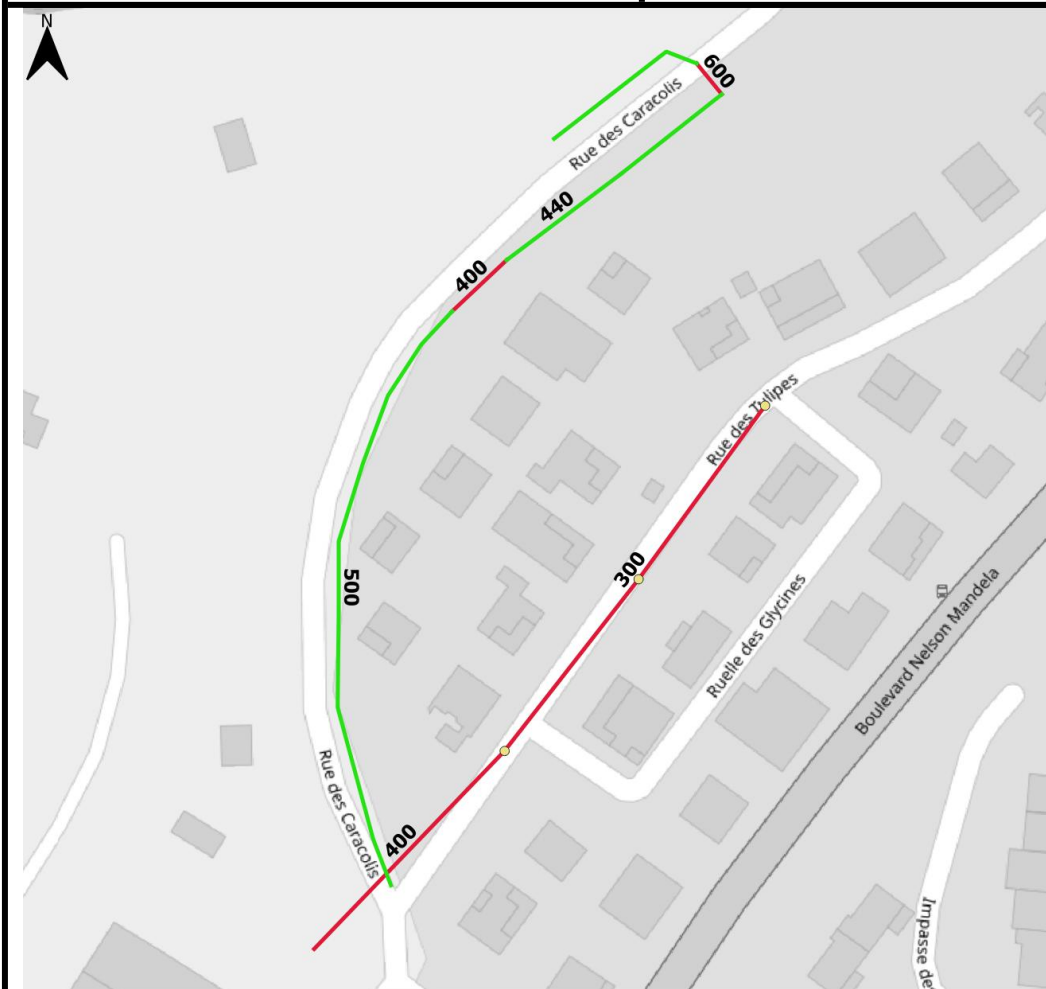 N
600
Rue des Caracolis
440
400
Rue des Tulipes
300
500
Ruelle des Glycines
Boulevard Nelson Mandela
Rue des Caracolis
400
Impasse de